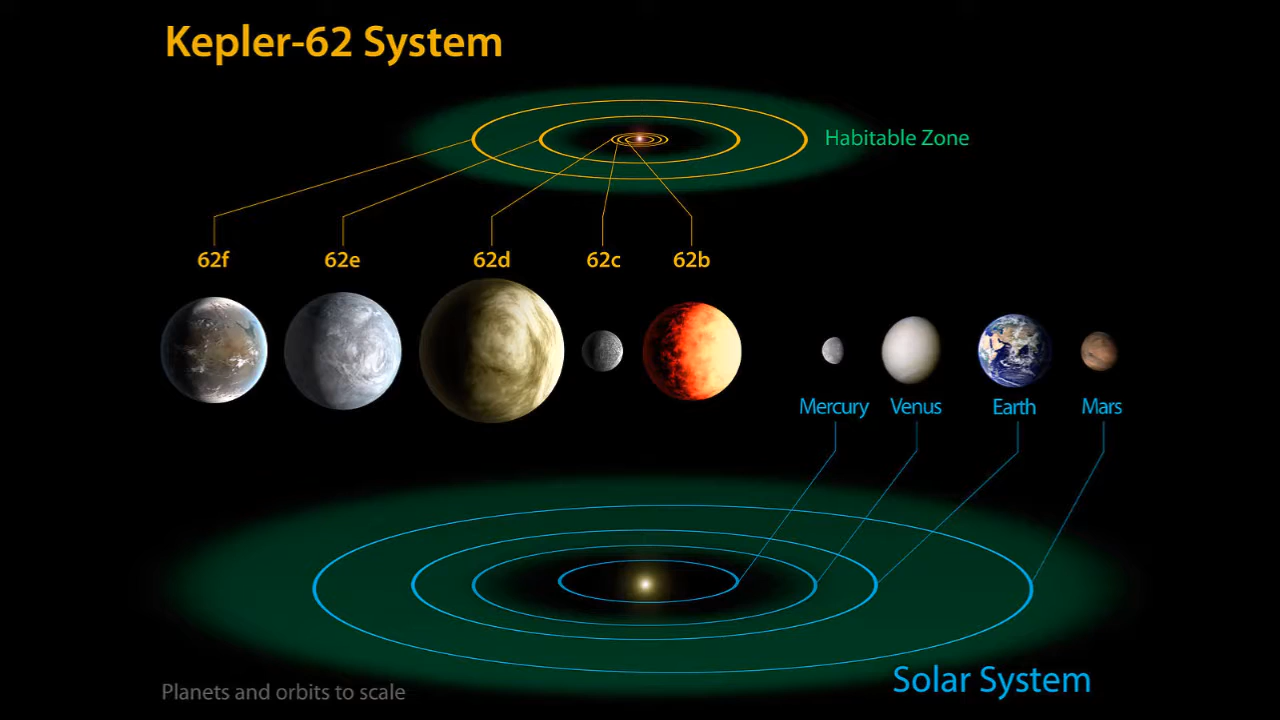 Kepler-62 System
Habitable Zone
62f 62e 62d 62c 62b
Mercury Venus Earth Mars
Solar System
Planets and orbits to scale